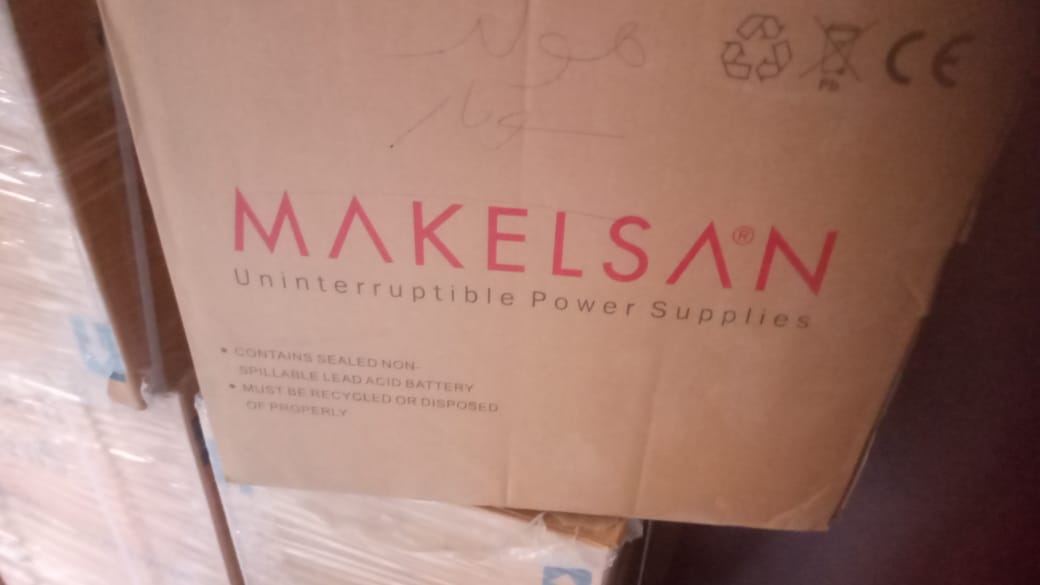 Pb CE
MAKELSAN®
Uninterruptible Power Supplies
• CONTAINS SEALED NON-
SPILLABLE LEAD ACID BATTERY
• MUST BE RECYCLED OR DISPOSED
OF PROPERLY